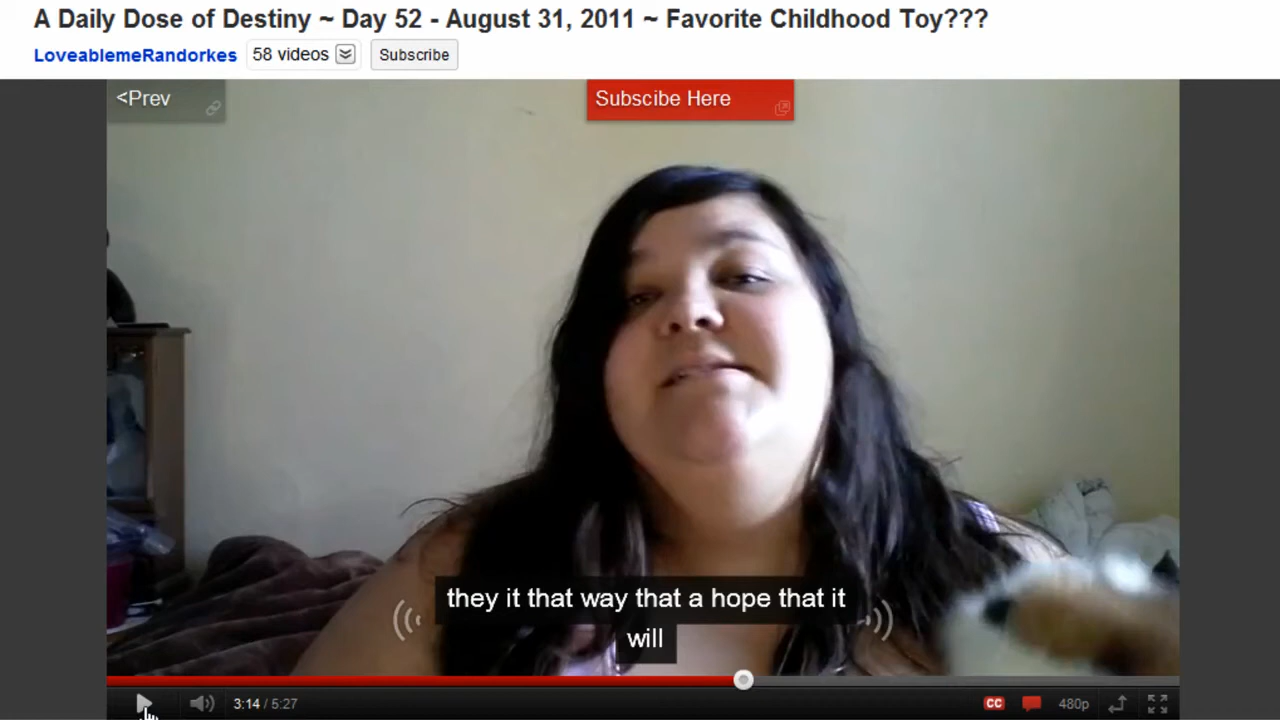 A Daily Dose of Destiny ~ Day 52 - August 31, 2011 ~ Favorite Childhood Toy???
LoveablemeRandorkes 58 videos Subscribe
<Prev
Subscibe Here
they it that way that a hope that it
will
3:14 / 5:27
CC
480p